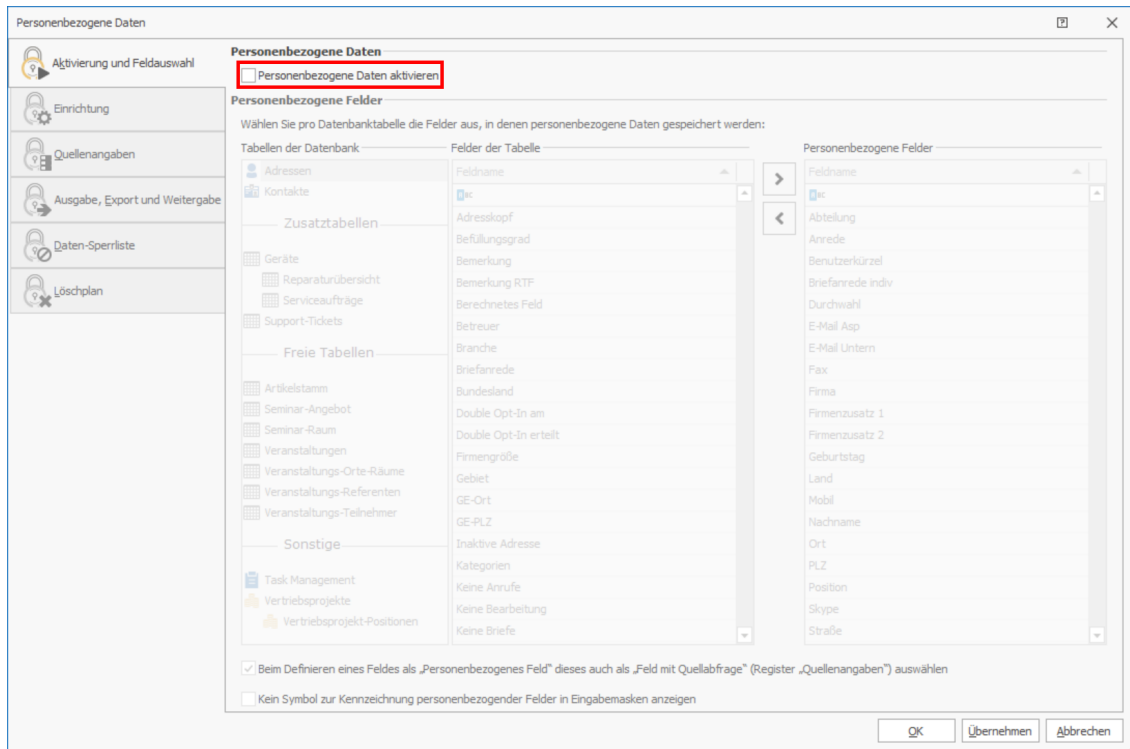 Personenbezogene Daten
Aktivierung und Feldauswahl
Einrichtung
Quellenangaben
Ausgabe, Export und Weitergabe
Daten-Sperrliste
Löschplan
Personenbezogene Daten
Personenbezogene Daten aktivieren
Personenbezogene Felder
Wählen Sie pro Datenbanktabelle die Felder aus, in denen personenbezogene Daten gespeichert werden:
Tabellen der Datenbank
Adressen
Kontakte
Zusatztabellen
Geräte
Reparaturübersicht
Serviceaufträge
Support-Tickets
Freie Tabellen
Artikelstamm
Seminar-Angebot
Seminar-Raum
Veranstaltungen
Veranstaltungs-Orte-Räume
Veranstaltungs-Referenten
Veranstaltungs-Teilnehmer
Sonstige
Task Management
Vertriebsprojekte
Vertriebsprojekt-Positionen
Felder der Tabelle
Feldname
Adresskopf
Befüllungsgrad
Bemerkung
Bemerkung RTF
Berechnetes Feld
Betreuer
Branche
Briefanrede
Bundesland
Double Opt-In am
Double Opt-In erteilt
Firmengröße
Gebiet
GE-Ort
GE-PLZ
Inaktive Adresse
Kategorien
Keine Anrufe
Keine Bearbeitung
Keine Briefe
Personenbezogene Felder
Feldname
Abteilung
Anrede
Benutzerkürzel
Briefanrede indiv
Durchwahl
E-Mail Asp
E-Mail Untern
Fax
Firma
Firmenzusatz 1
Firmenzusatz 2
Geburtstag
Land
Mobil
Nachname
Ort
PLZ
Position
Skype
Straße
Beim Definieren eines Feldes als „Personenbezogenes Feld" dieses auch als „Feld mit Quellabfrage" (Register „Quellenangaben") auswählen
Kein Symbol zur Kennzeichnung personenbezogender Felder in Eingabemasken anzeigen
OK
Übernehmen
Abbrechen